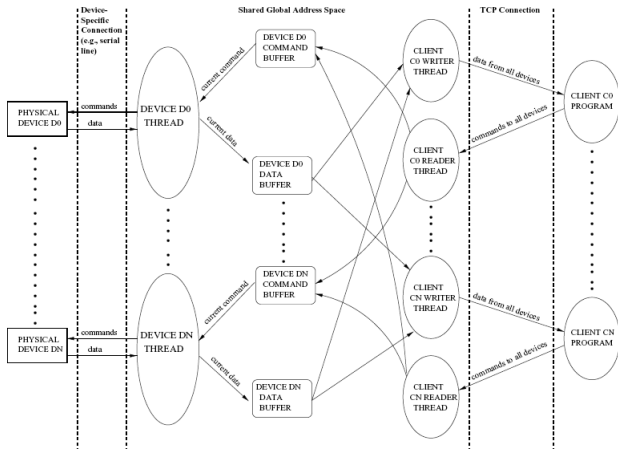 Device-
Specific
Connection
(e.g., serial
line)
Shared Global Address Space
TCP Connection
PHYSICAL
DEVICE D0
commands
data
DEVICE D0
THREAD
current command
current data
DEVICE D0
COMMAND
BUFFER
DEVICE D0
DATA
BUFFER
CLIENT
C0 WRITER
THREAD
CLIENT
C0 READER
THREAD
data from all devices
commands to all devices
CLIENT C0
PROGRAM
PHYSICAL
DEVICE DN
commands
data
DEVICE DN
THREAD
current command
current data
DEVICE DN
COMMAND
BUFFER
DEVICE DN
DATA
BUFFER
CLIENT
CN WRITER
THREAD
CLIENT
CN READER
THREAD
data from all devices
commands to all devices
CLIENT CN
PROGRAM